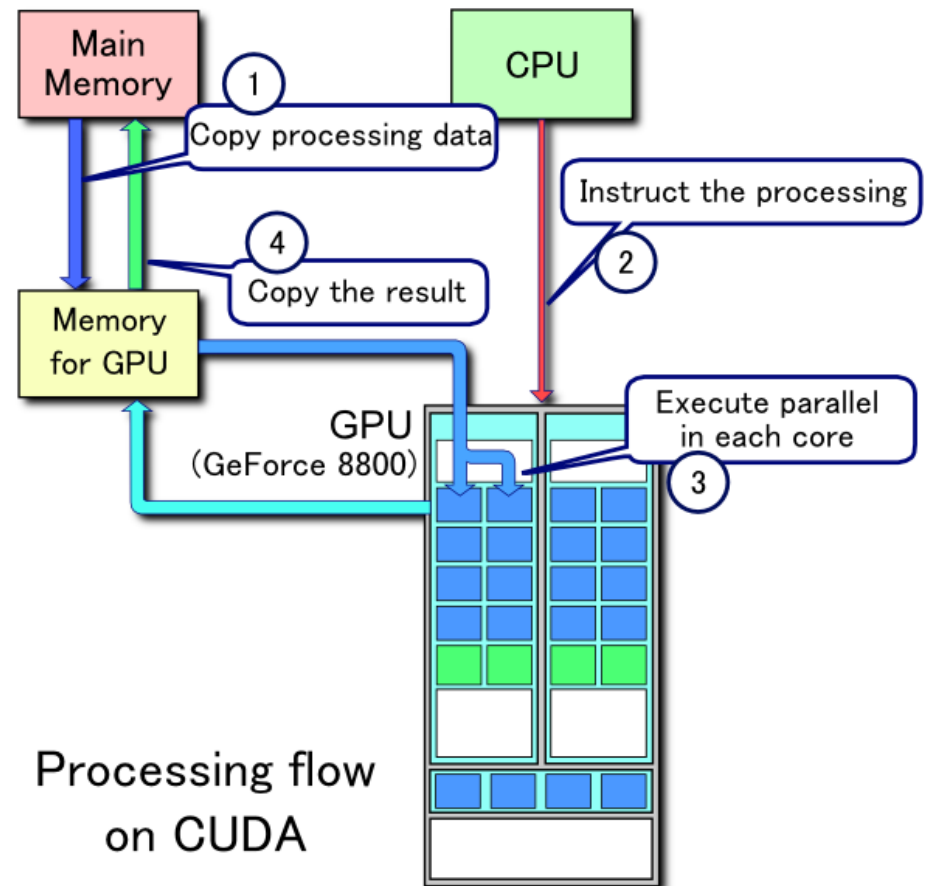 Main
Memory
CPU
1
Copy processing data
Instruct the processing
2
4
Copy the result
Memory
for GPU
GPU
(GeForce 8800)
Execute parallel
in each core
3
Processing flow
on CUDA